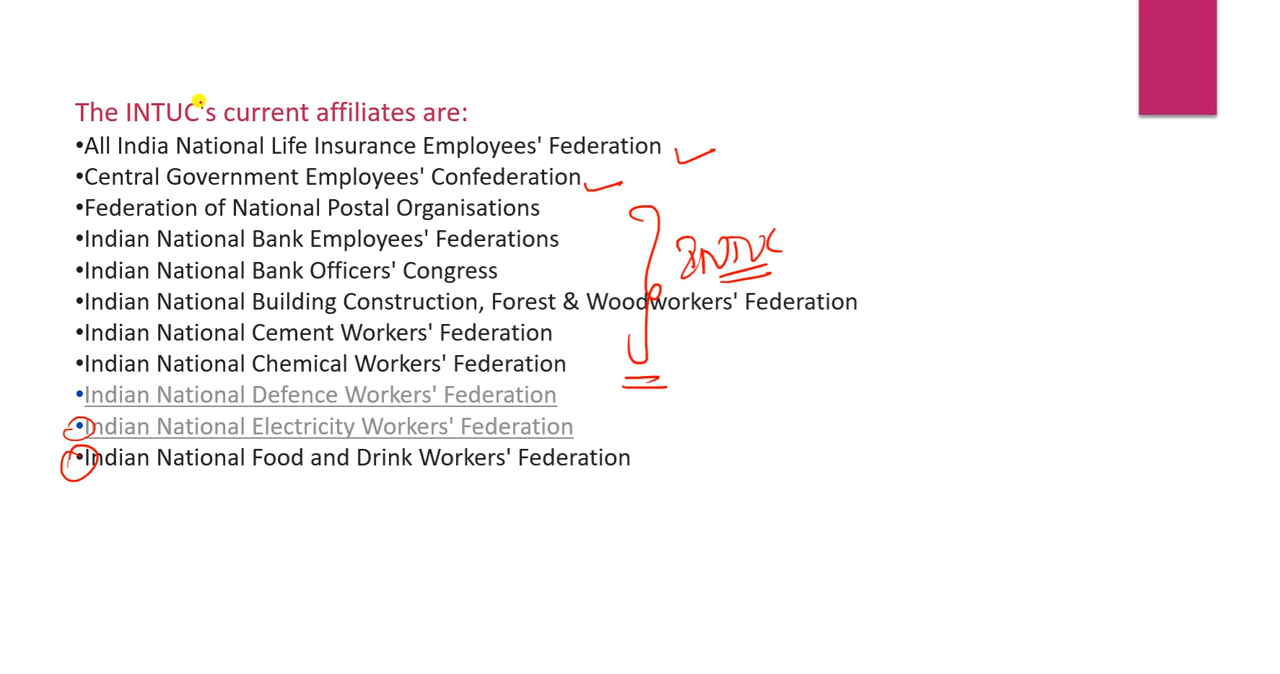 The INTUC's current affiliates are:
•All India National Life Insurance Employees' Federation
•Central Government Employees' Confederation
•Federation of National Postal Organisations
•Indian National Bank Employees' Federations
INTUC
•Indian National Bank Officers' Congress
•Indian National Building Construction, Forest & Woodworkers' Federation
•Indian National Cement Workers' Federation
•Indian National Chemical Workers' Federation
•Indian National Defence Workers' Federation
•Indian National Electricity Workers' Federation
•Indian National Food and Drink Workers' Federation